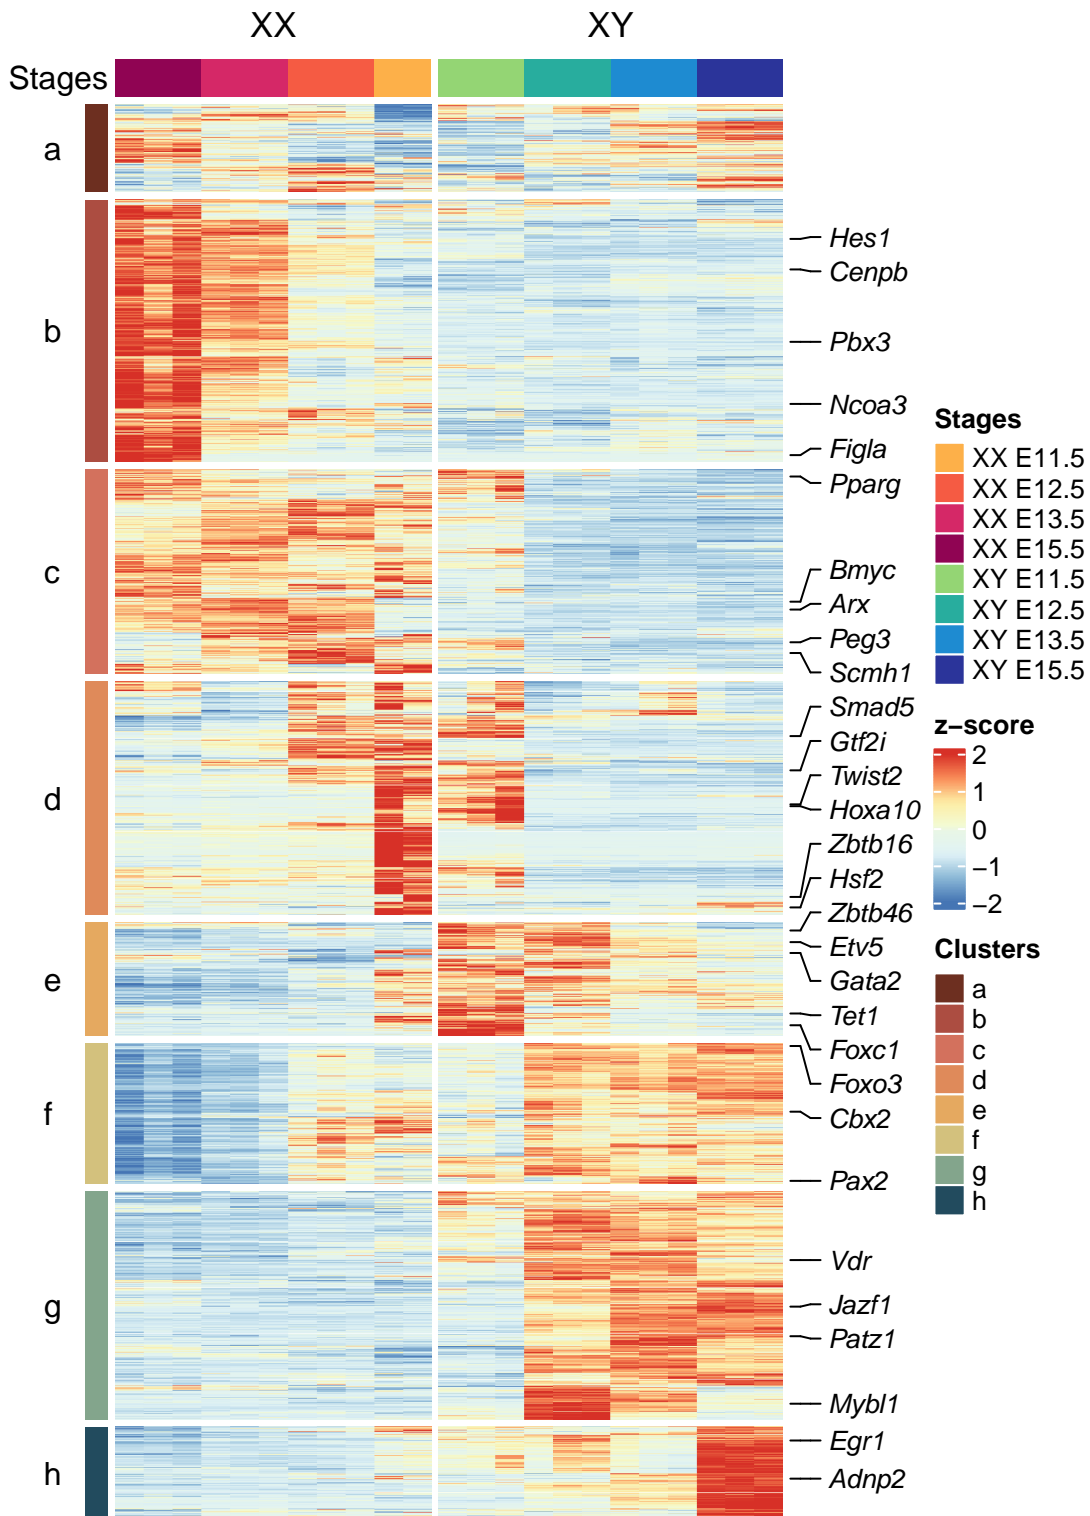 XX
XY
Stages
a
b
c
d
e
f
g
h
Hes1
Cenpb
Pbx3
Ncoa3
Figla
Pparg
Bmyc
Arx
Peg3
Scmh1
Smad5
Gtf2i
Twist2
Hoxa10
Zbtb16
Hsf2
Zbtb46
Etv5
Gata2
Tet1
Foxc1
Foxo3
Cbx2
Pax2
Vdr
Jazf1
Patz1
Mybl1
Egr1
Adnp2
Stages
XX E11.5
XX E12.5
XX E13.5
XX E15.5
XY E11.5
XY E12.5
XY E13.5
XY E15.5
z−score
2
1
0
−1
−2
Clusters
a
b
c
d
e
f
g
h